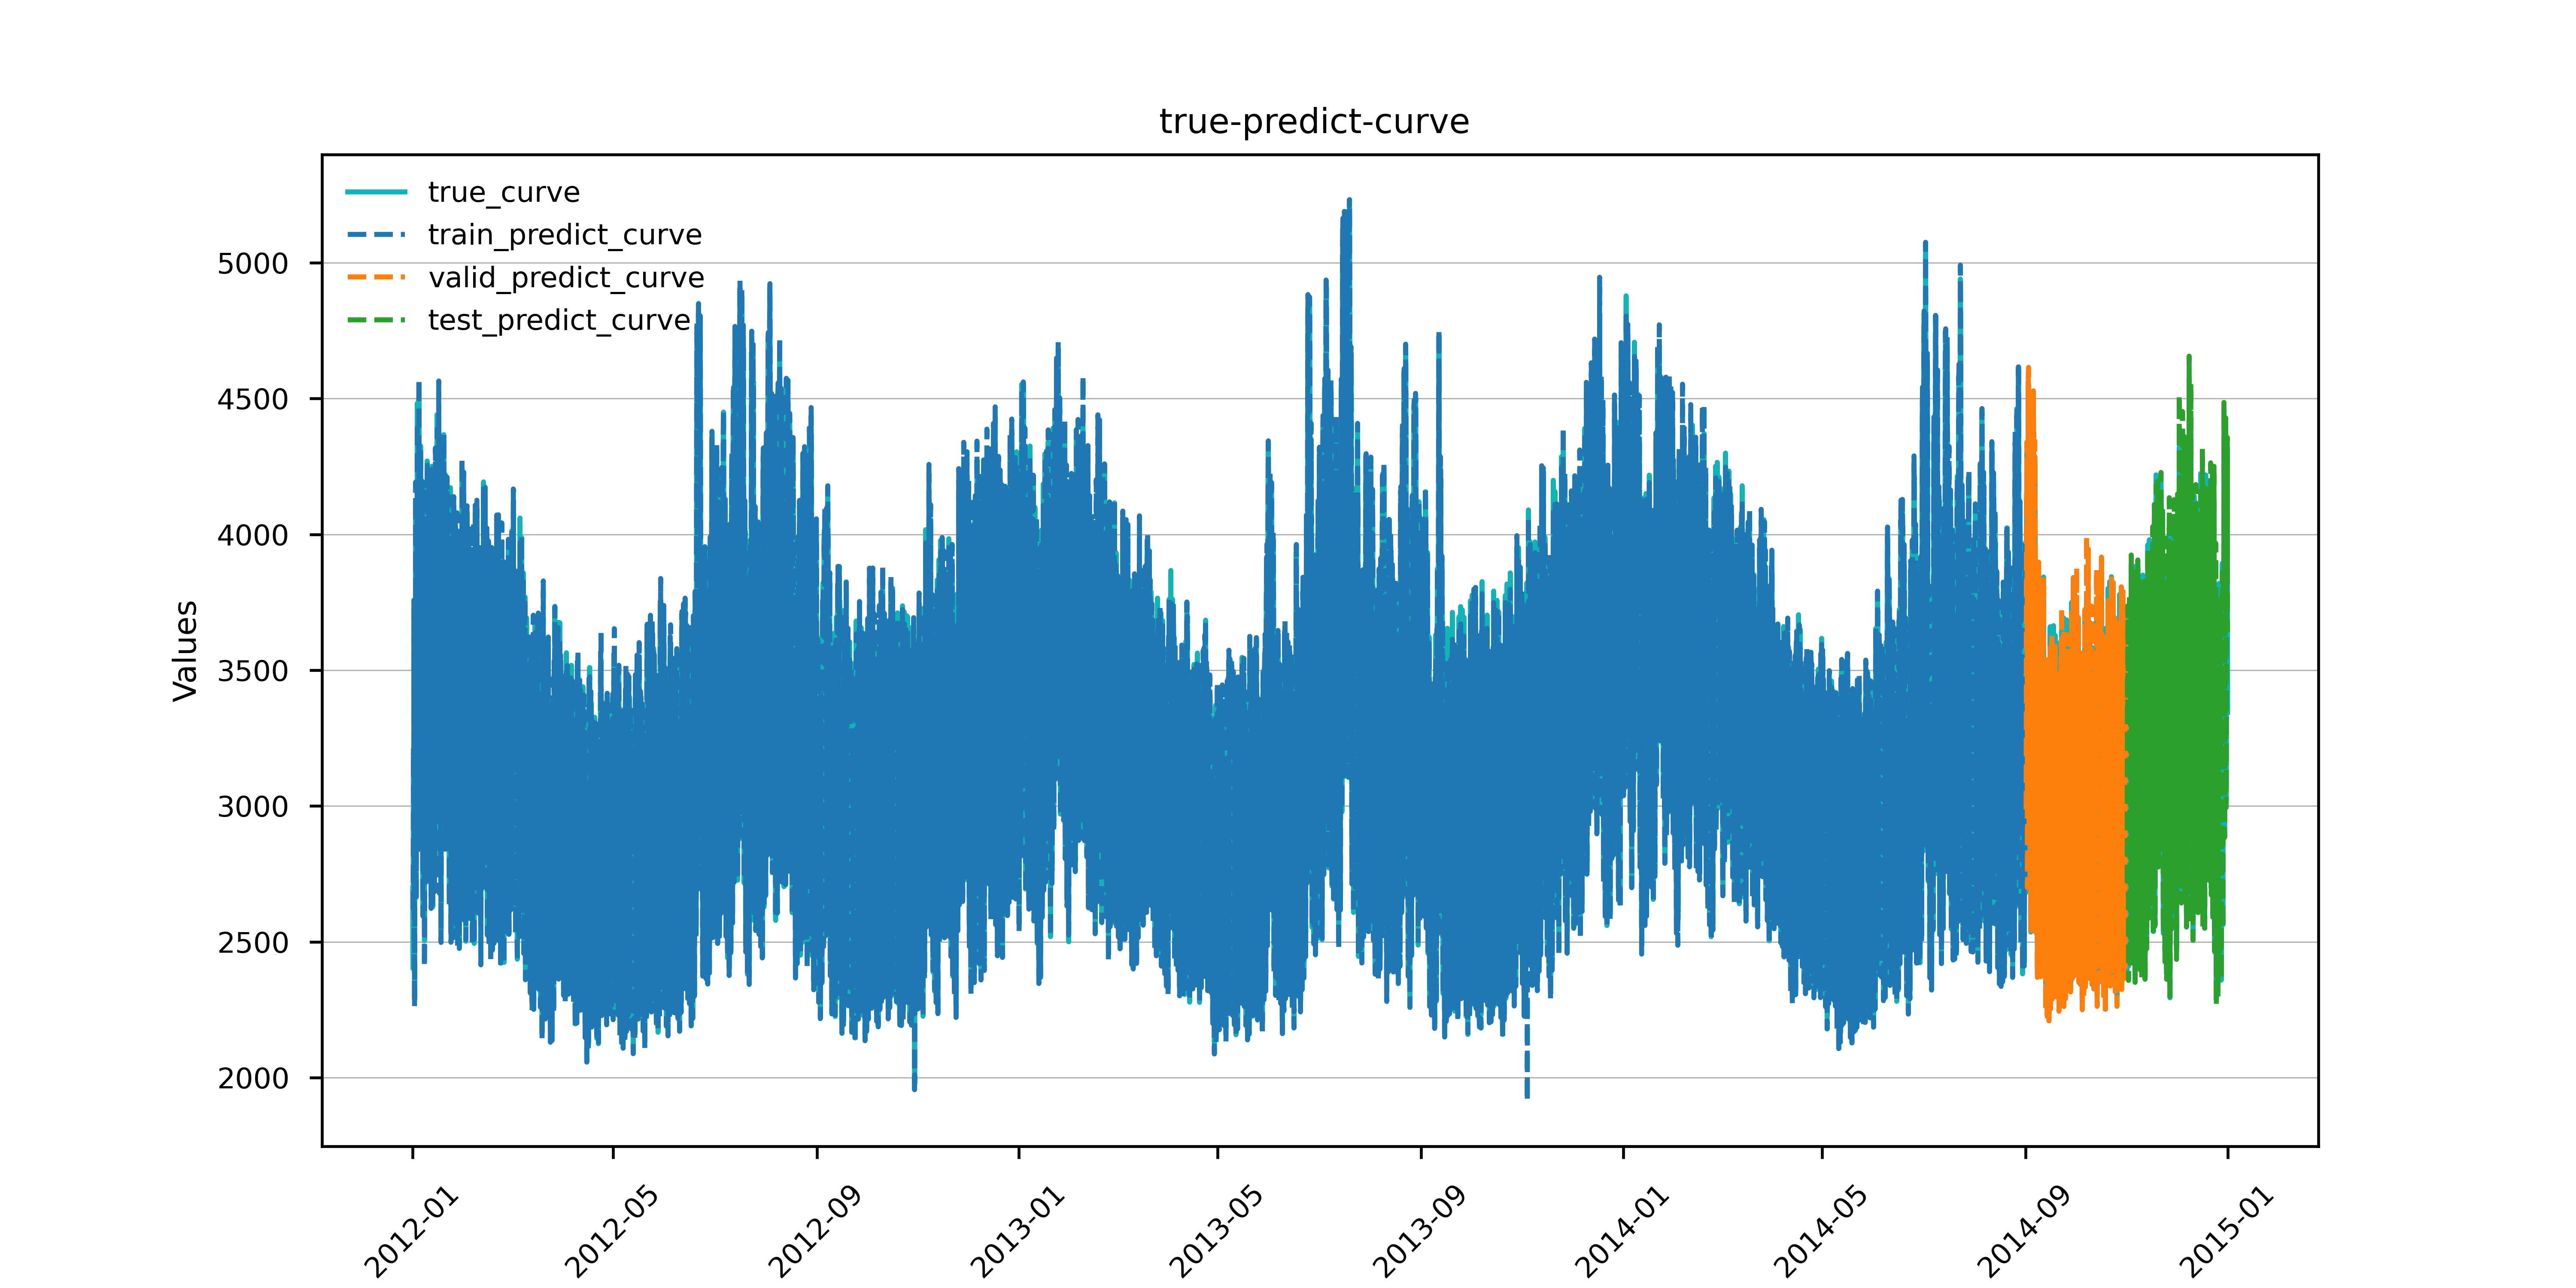 true-predict-curve
true_curve
train_predict_curve
valid_predict_curve
test_predict_curve
Values
5000
4500
4000
3500
3000
2500
2000
2012-01
2012-05
2012-09
2013-01
2013-05
2013-09
2014-01
2014-05
2014-09
2015-01